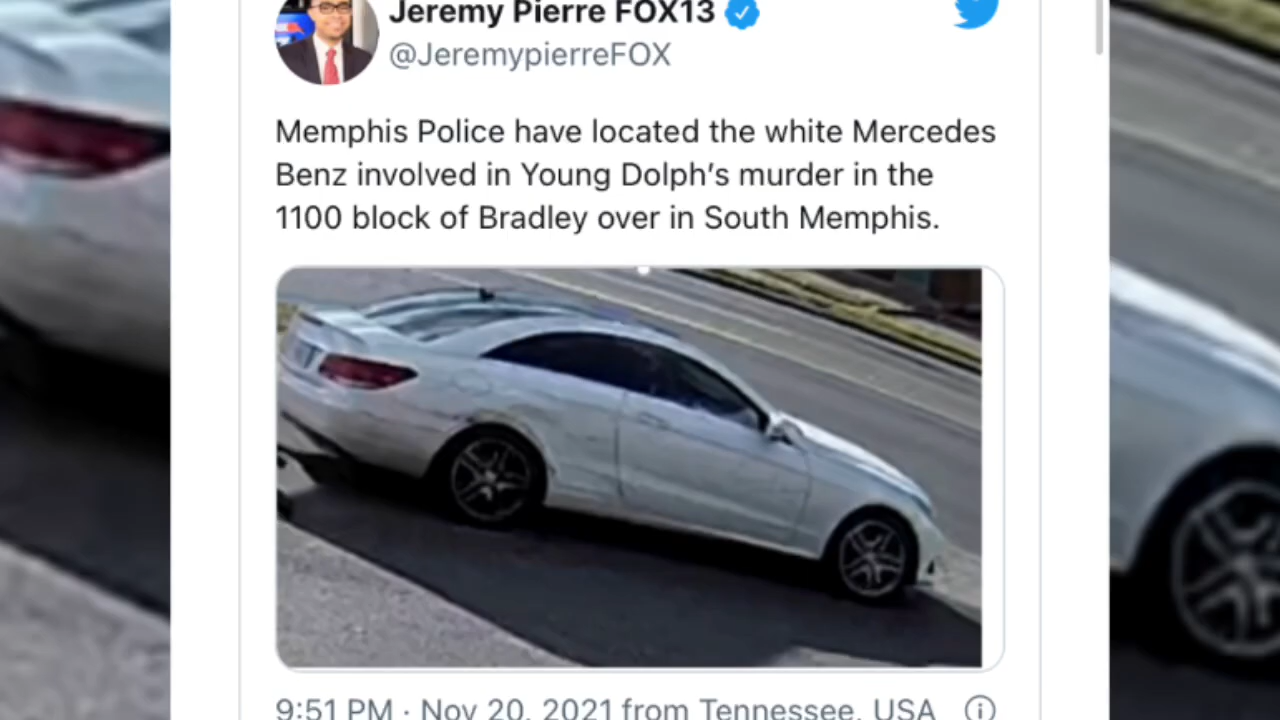 Jeremy Pierre FOX13
@JeremypierreFOX
Memphis Police have located the white Mercedes
Benz involved in Young Dolph’s murder in the
1100 block of Bradley over in South Memphis.
9:51 PM · Nov 20, 2021 from Tennessee, USA